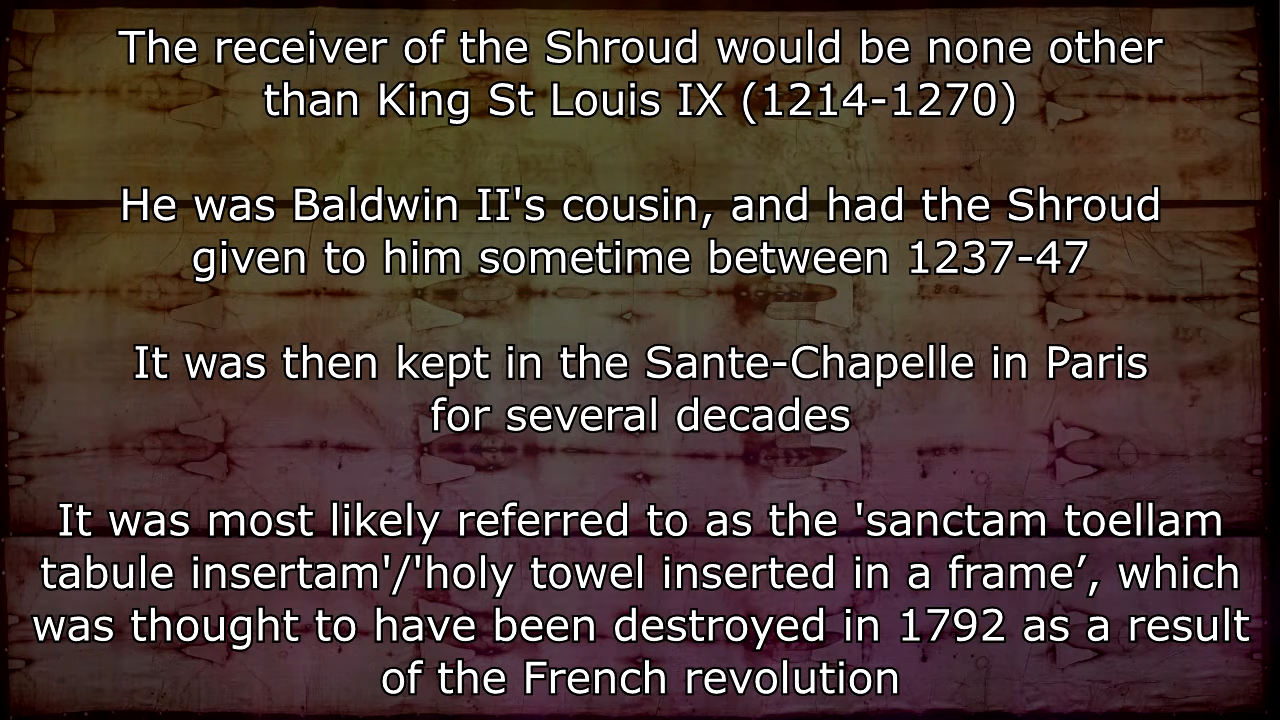 The receiver of the Shroud would be none other
than King St Louis IX (1214-1270)
He was Baldwin II's cousin, and had the Shroud
given to him sometime between 1237-47
It was then kept in the Sante-Chapelle in Paris
for several decades
It was most likely referred to as the 'sanctam toellam
tabule insertam'/'holy towel inserted in a frame’, which
was thought to have been destroyed in 1792 as a result
of the French revolution